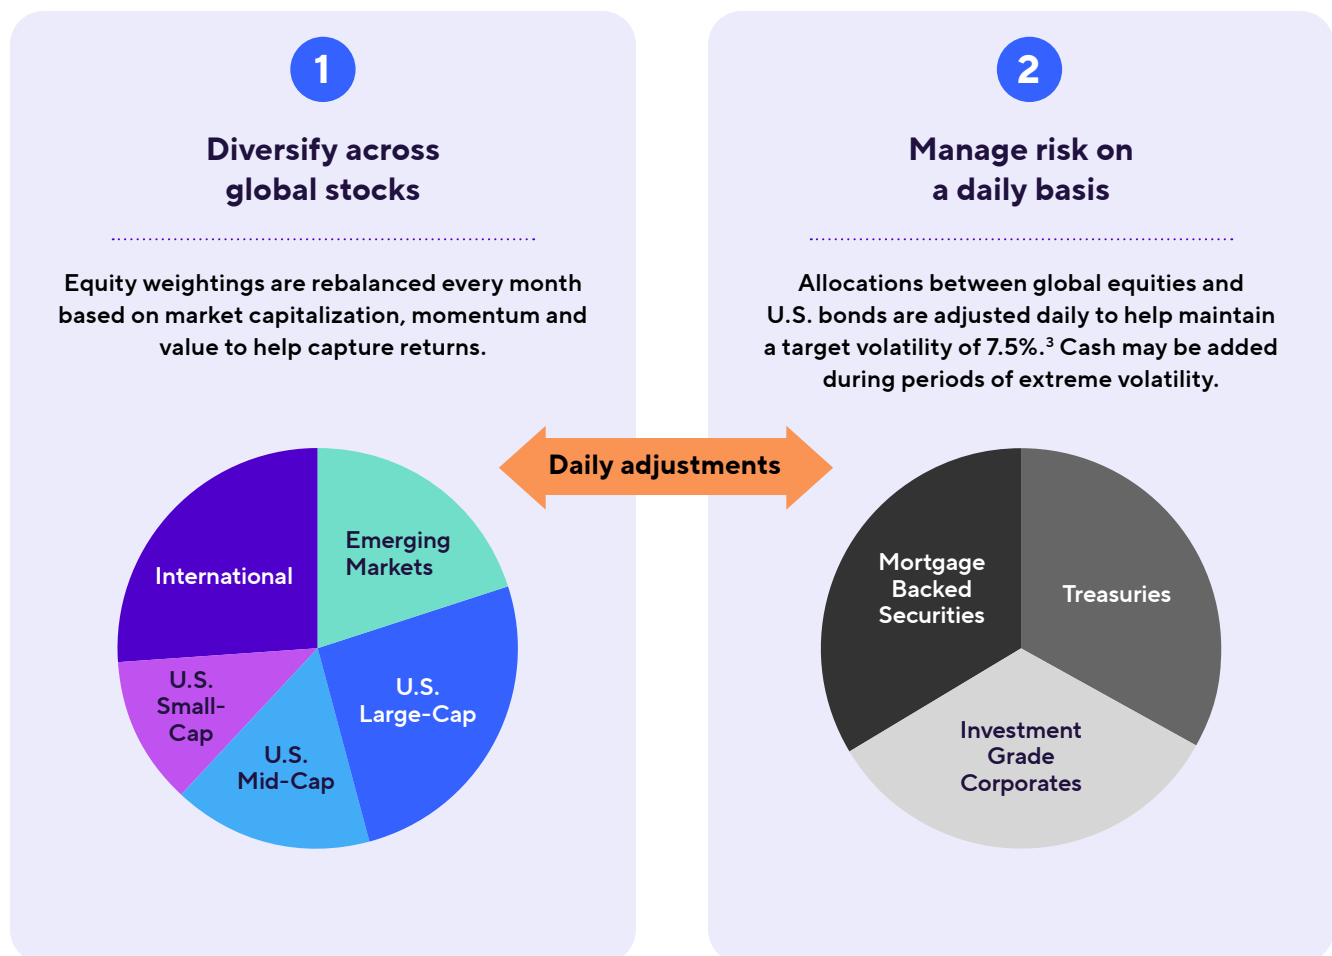 1
Diversify across
global stocks
Equity weightings are rebalanced every month
based on market capitalization, momentum and
value to help capture returns.
International
Emerging
Markets
U.S.
Large-Cap
U.S.
Mid-Cap
U.S.
Small-
Cap
Daily adjustments
2
Manage risk on
a daily basis
Allocations between global equities and
U.S. bonds are adjusted daily to help maintain
a target volatility of 7.5%.³ Cash may be added
during periods of extreme volatility.
Mortgage
Backed
Securities
Treasuries
Investment
Grade
Corporates